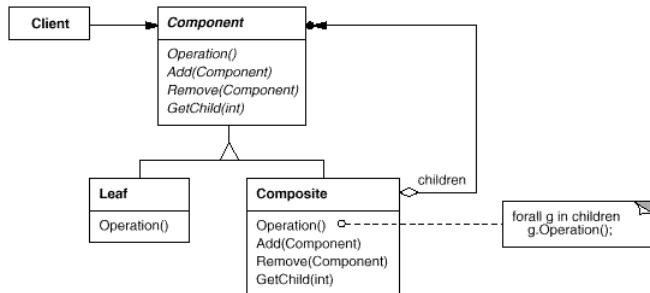 Client
Component
Operation()
Add(Component)
Remove(Component)
GetChild(int)
Leaf
Operation()
Composite
Operation()
Add(Component)
Remove(Component)
GetChild(int)
children
forall g in children
g.Operation();